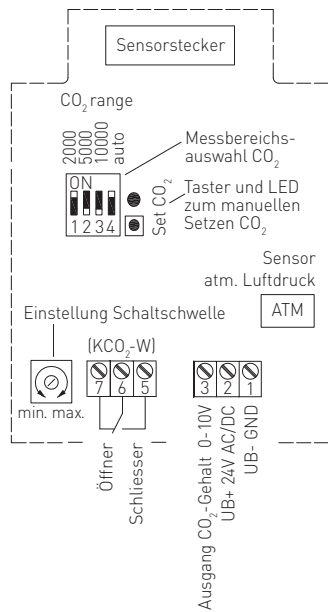 Sensorstecker
CO₂ range
2000
5000
10000
auto
ON
1 2 3 4
Set CO₂
Messbereichs-
auswahl CO₂
Taster und LED
zum manuellen
Setzen CO₂
Sensor
atm. Luftdruck
ATM
Einstellung Schaltschwelle
min. max.
(KCO₂-W)
7 6 5
Öffner
Schliesser
3 2 1
Ausgang CO₂-Gehalt 0-10V
UB+ 24V AC/DC
UB- GND